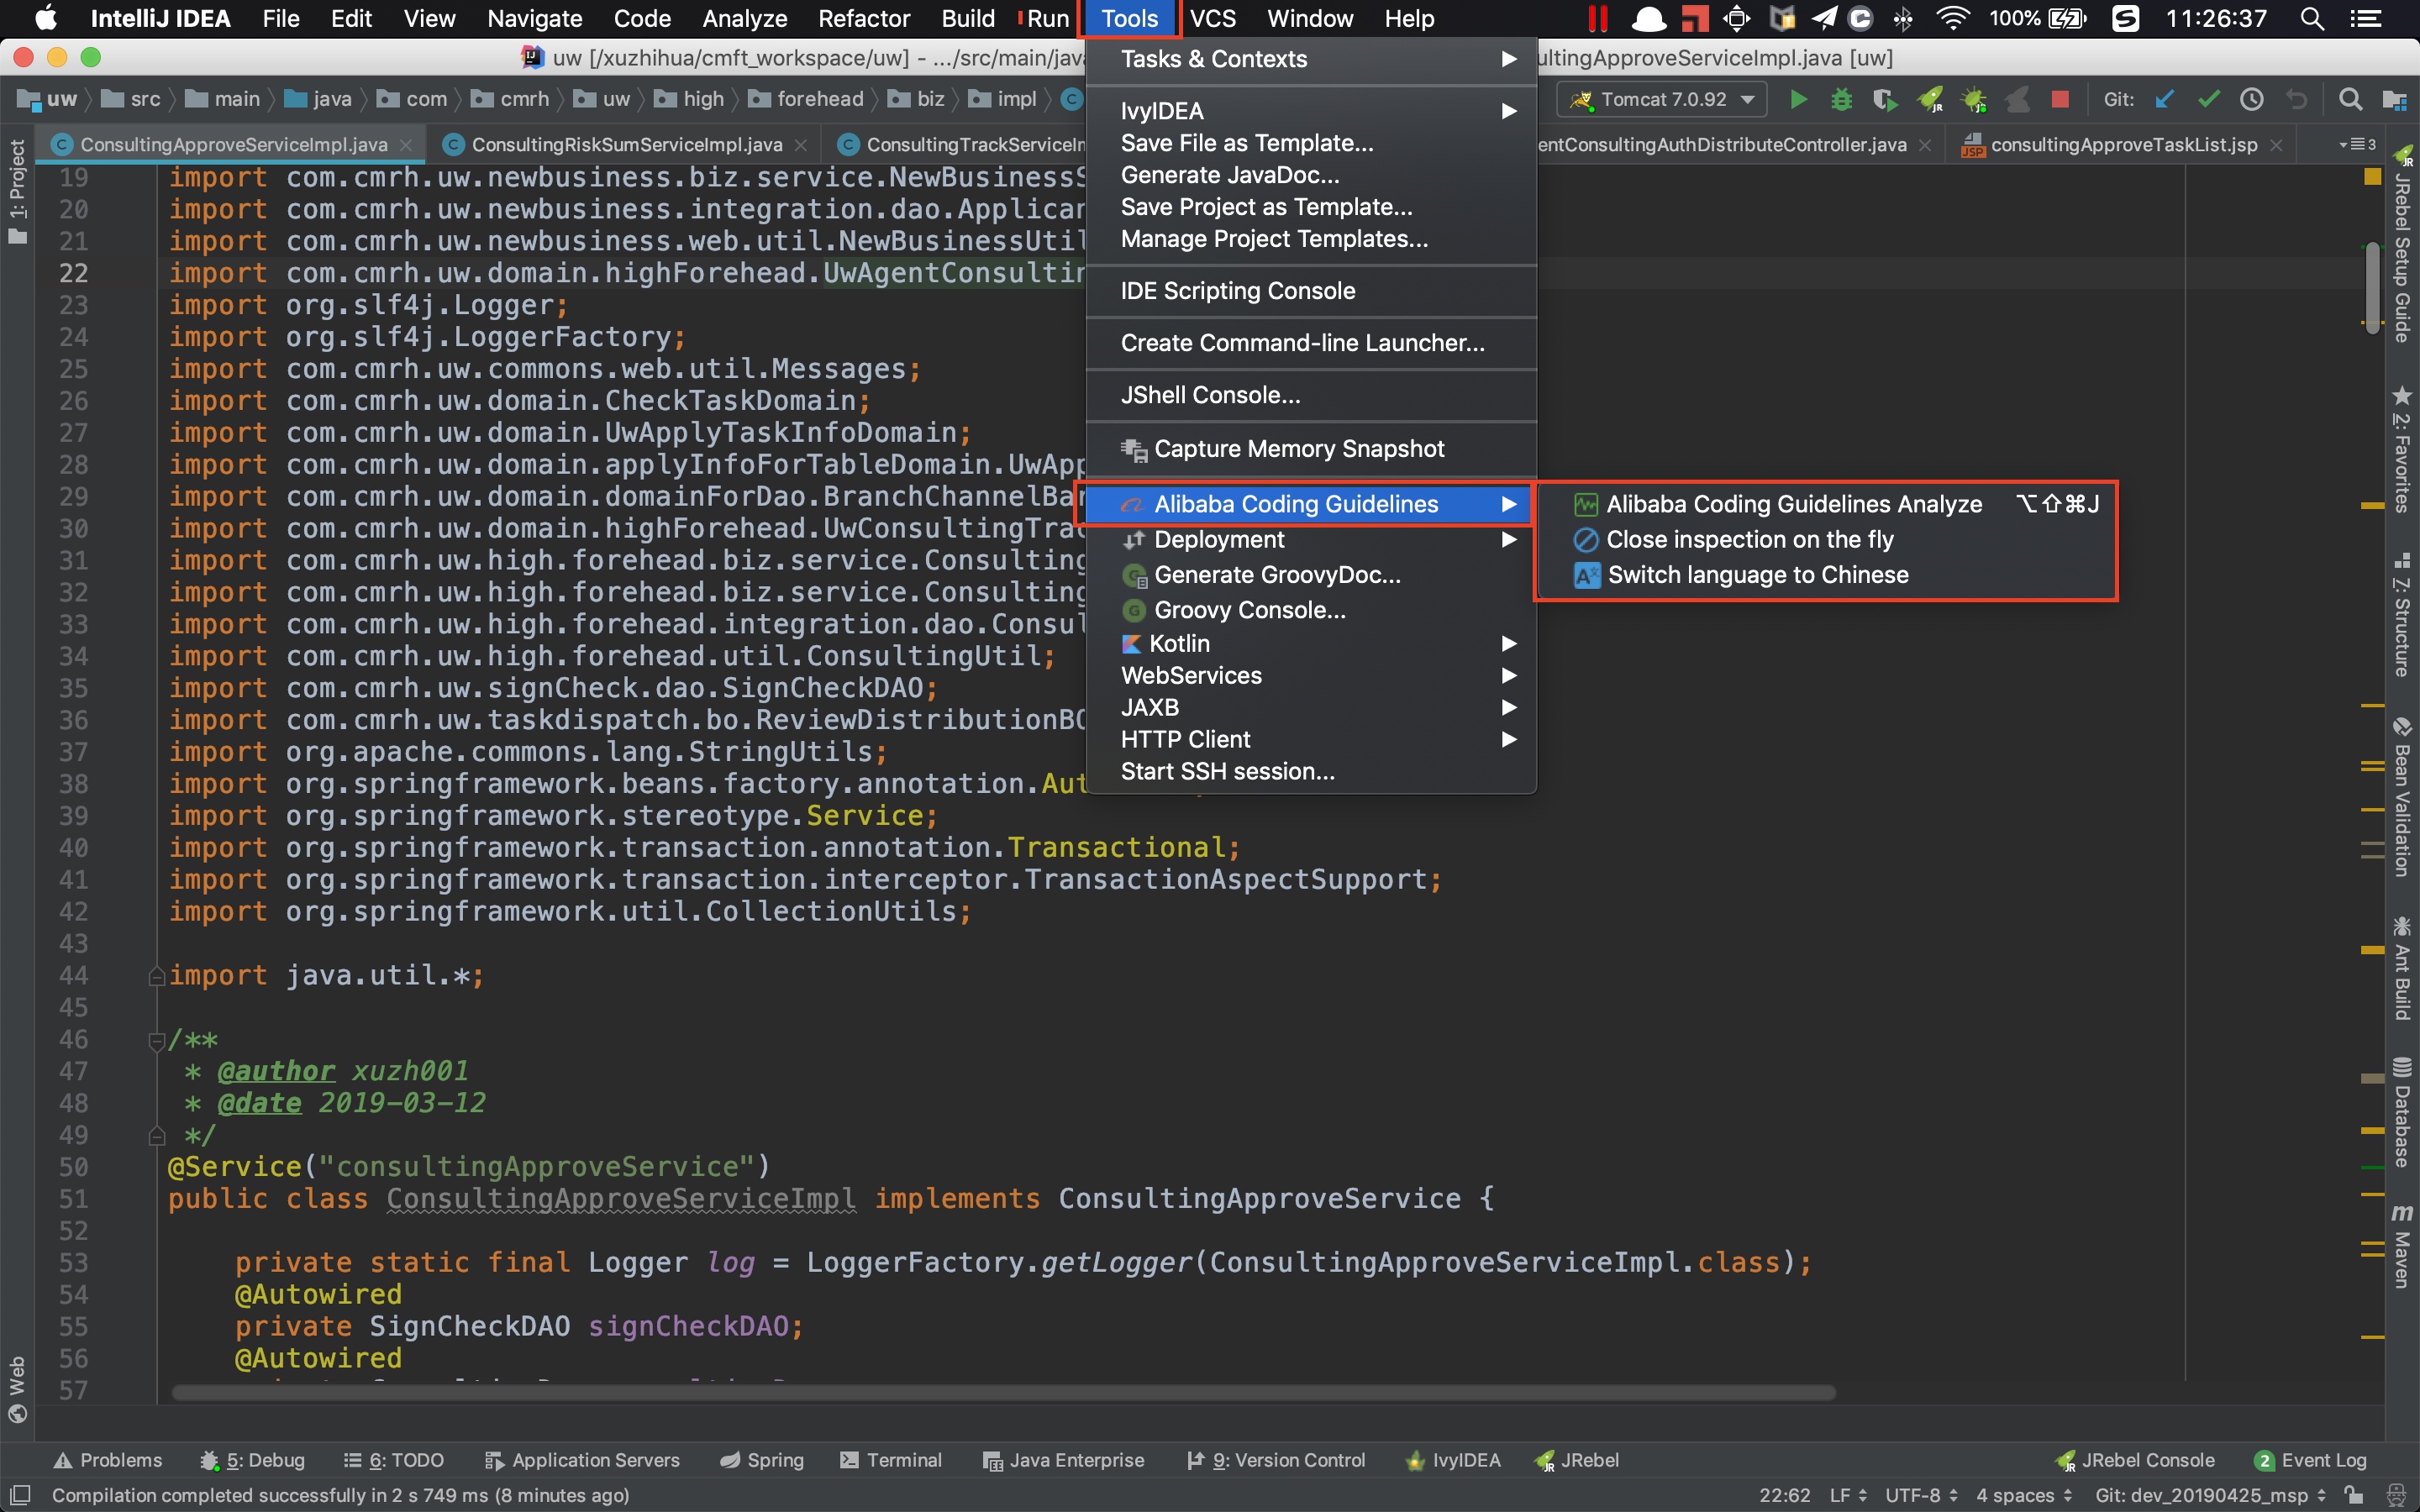 IntelliJ IDEA File Edit View Navigate Code Analyze Refactor Build Run Tools VCS Window Help 100% 11:26:37
uw [/xuzhihua/cmft_workspace/uw] - .../src/main/java
ultingApproveServiceImpl.java [uw]
uw src main java com cmrh uw high forehead biz impl Tomcat 7.0.92 Git:
ConsultingApproveServiceImpl.java ConsultingRiskSumServiceImpl.java ConsultingTrackServiceIm entConsultingAuthDistributeController.java consultingApproveTaskList.jsp 3
Tasks & Contexts
IvyIDEA
Save File as Template...
Generate JavaDoc...
Save Project as Template...
Manage Project Templates...
IDE Scripting Console
Create Command-line Launcher...
JShell Console...
Capture Memory Snapshot
Alibaba Coding Guidelines
Deployment
Generate GroovyDoc...
Groovy Console...
Kotlin
WebServices
JAXB
HTTP Client
Start SSH session...
Alibaba Coding Guidelines Analyze ⌥⇧⌘J
Close inspection on the fly
Switch language to Chinese
19 import com.cmrh.uw.newbusiness.biz.service.NewBusinessS
20 import com.cmrh.uw.newbusiness.integration.dao.Applican
21 import com.cmrh.uw.newbusiness.web.util.NewBusinessUtil
22 import com.cmrh.uw.domain.highForehead.UwAgentConsultin
23 import org.slf4j.Logger;
24 import org.slf4j.LoggerFactory;
25 import com.cmrh.uw.commons.web.util.Messages;
26 import com.cmrh.uw.domain.CheckTaskDomain;
27 import com.cmrh.uw.domain.UwApplyTaskInfoDomain;
28 import com.cmrh.uw.domain.applyInfoForTableDomain.UwApp
29 import com.cmrh.uw.domain.domainForDao.BranchChannelBan
30 import com.cmrh.uw.domain.highForehead.UwConsultingTrac
31 import com.cmrh.uw.high.forehead.biz.service.Consulting
32 import com.cmrh.uw.high.forehead.biz.service.Consulting
33 import com.cmrh.uw.high.forehead.integration.dao.Consul
34 import com.cmrh.uw.high.forehead.util.ConsultingUtil;
35 import com.cmrh.uw.signCheck.dao.SignCheckDAO;
36 import com.cmrh.uw.taskdispatch.bo.ReviewDistributionBO
37 import org.apache.commons.lang.StringUtils;
38 import org.springframework.beans.factory.annotation.Aut
39 import org.springframework.stereotype.Service;
40 import org.springframework.transaction.annotation.Transactional;
41 import org.springframework.transaction.interceptor.TransactionAspectSupport;
42 import org.springframework.util.CollectionUtils;
43
44 import java.util.*;
45
46 /**
47 * @author xuzh001
48 * @date 2019-03-12
49 */
50 @Service("consultingApproveService")
51 public class ConsultingApproveServiceImpl implements ConsultingApproveService {
52
53 private static final Logger log = LoggerFactory.getLogger(ConsultingApproveServiceImpl.class);
54 @Autowired
55 private SignCheckDAO signCheckDAO;
56 @Autowired
57
1: Project
Web
JRebel Setup Guide
2: Favorites
7: Structure
Bean Validation
Ant Build
Database
Maven
Problems 5: Debug 6: TODO Application Servers Spring Terminal Java Enterprise 9: Version Control IvyIDEA JRebel JRebel Console 2 Event Log
Compilation completed successfully in 2 s 749 ms (8 minutes ago) 22:62 LF UTF-8 4 spaces Git: dev_20190425_msp